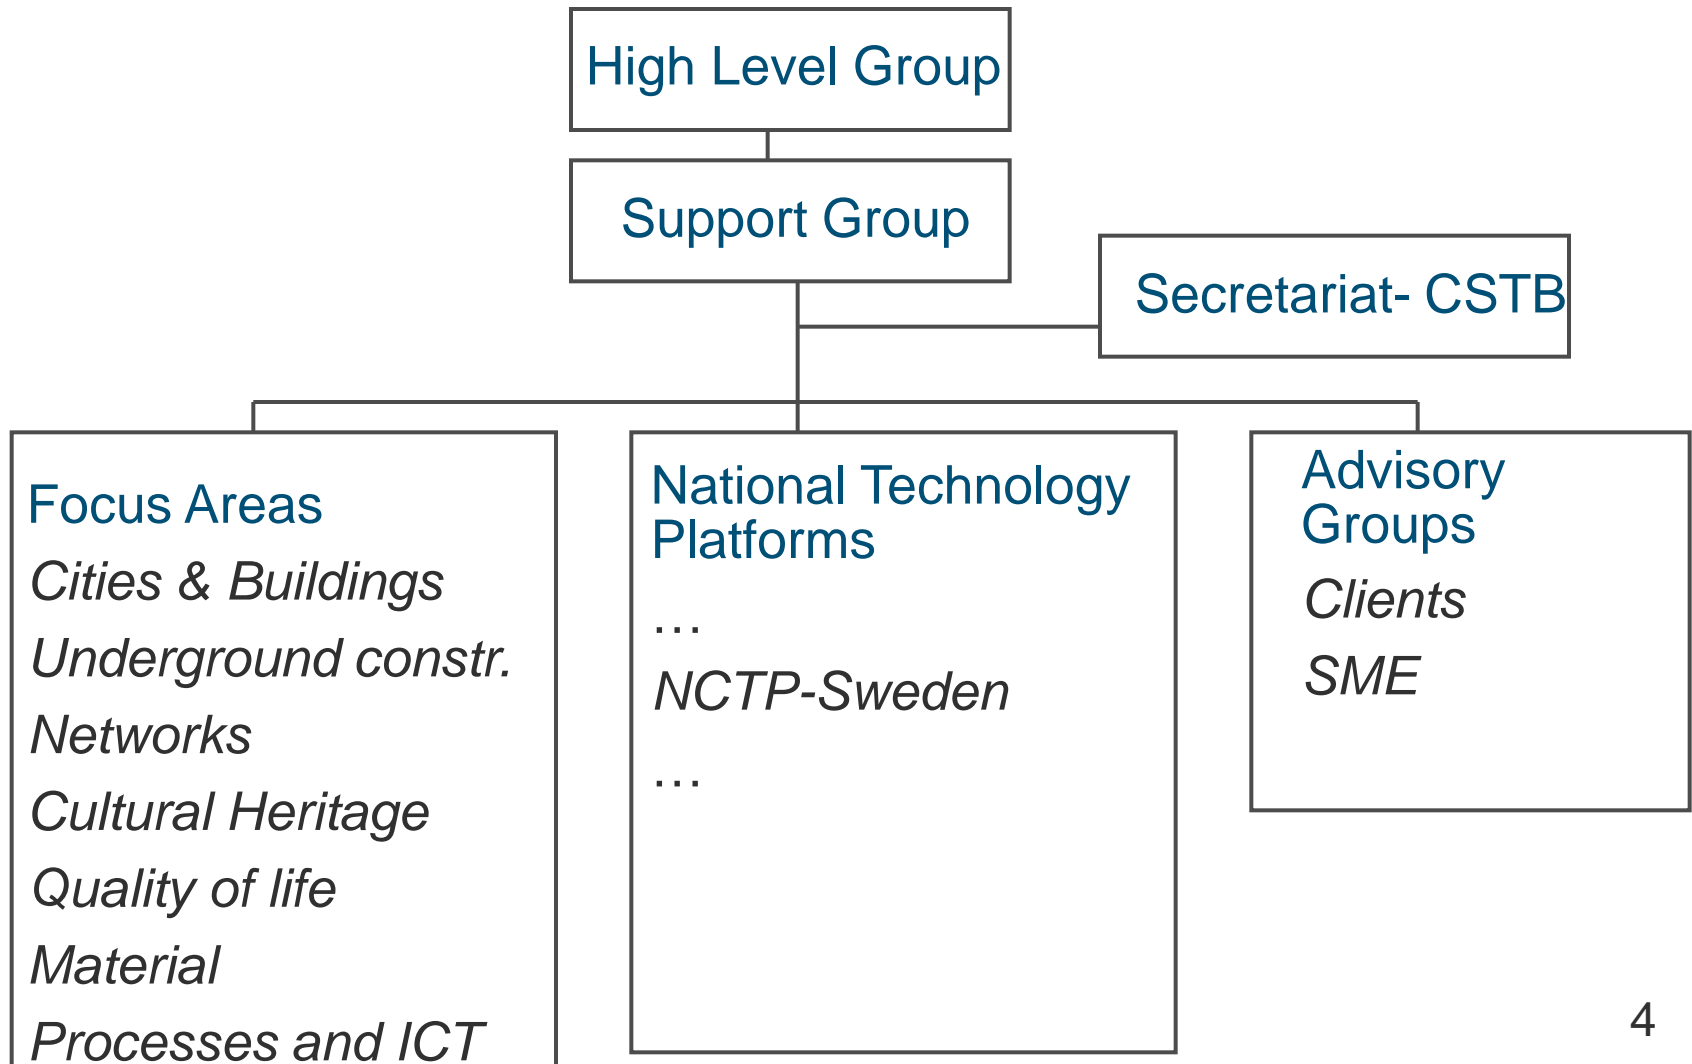 High Level Group
Support Group
Secretariat- CSTB
Focus Areas
Cities & Buildings
Underground constr.
Networks
Cultural Heritage
Quality of life
Material
Processes and ICT
National Technology
Platforms
…
NCTP-Sweden
…
Advisory
Groups
Clients
SME
4